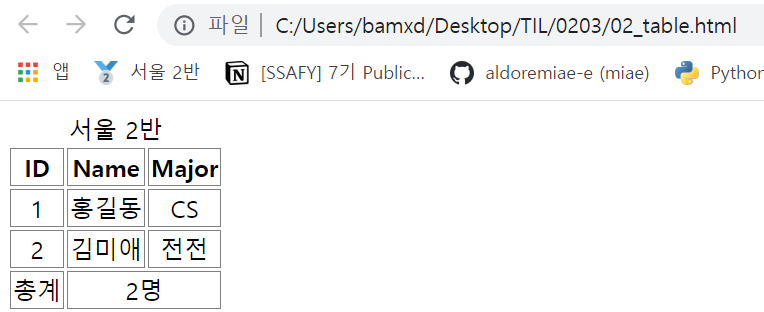 파일 | C:/Users/bamxd/Desktop/TIL/0203/02_table.html
앱 서울 2반 [SSAFY] 7기 Public... aldoremiae-e (miae) Python
서울 2반
ID Name Major
1 홍길동 CS
2 김미애 전전
총계 2명